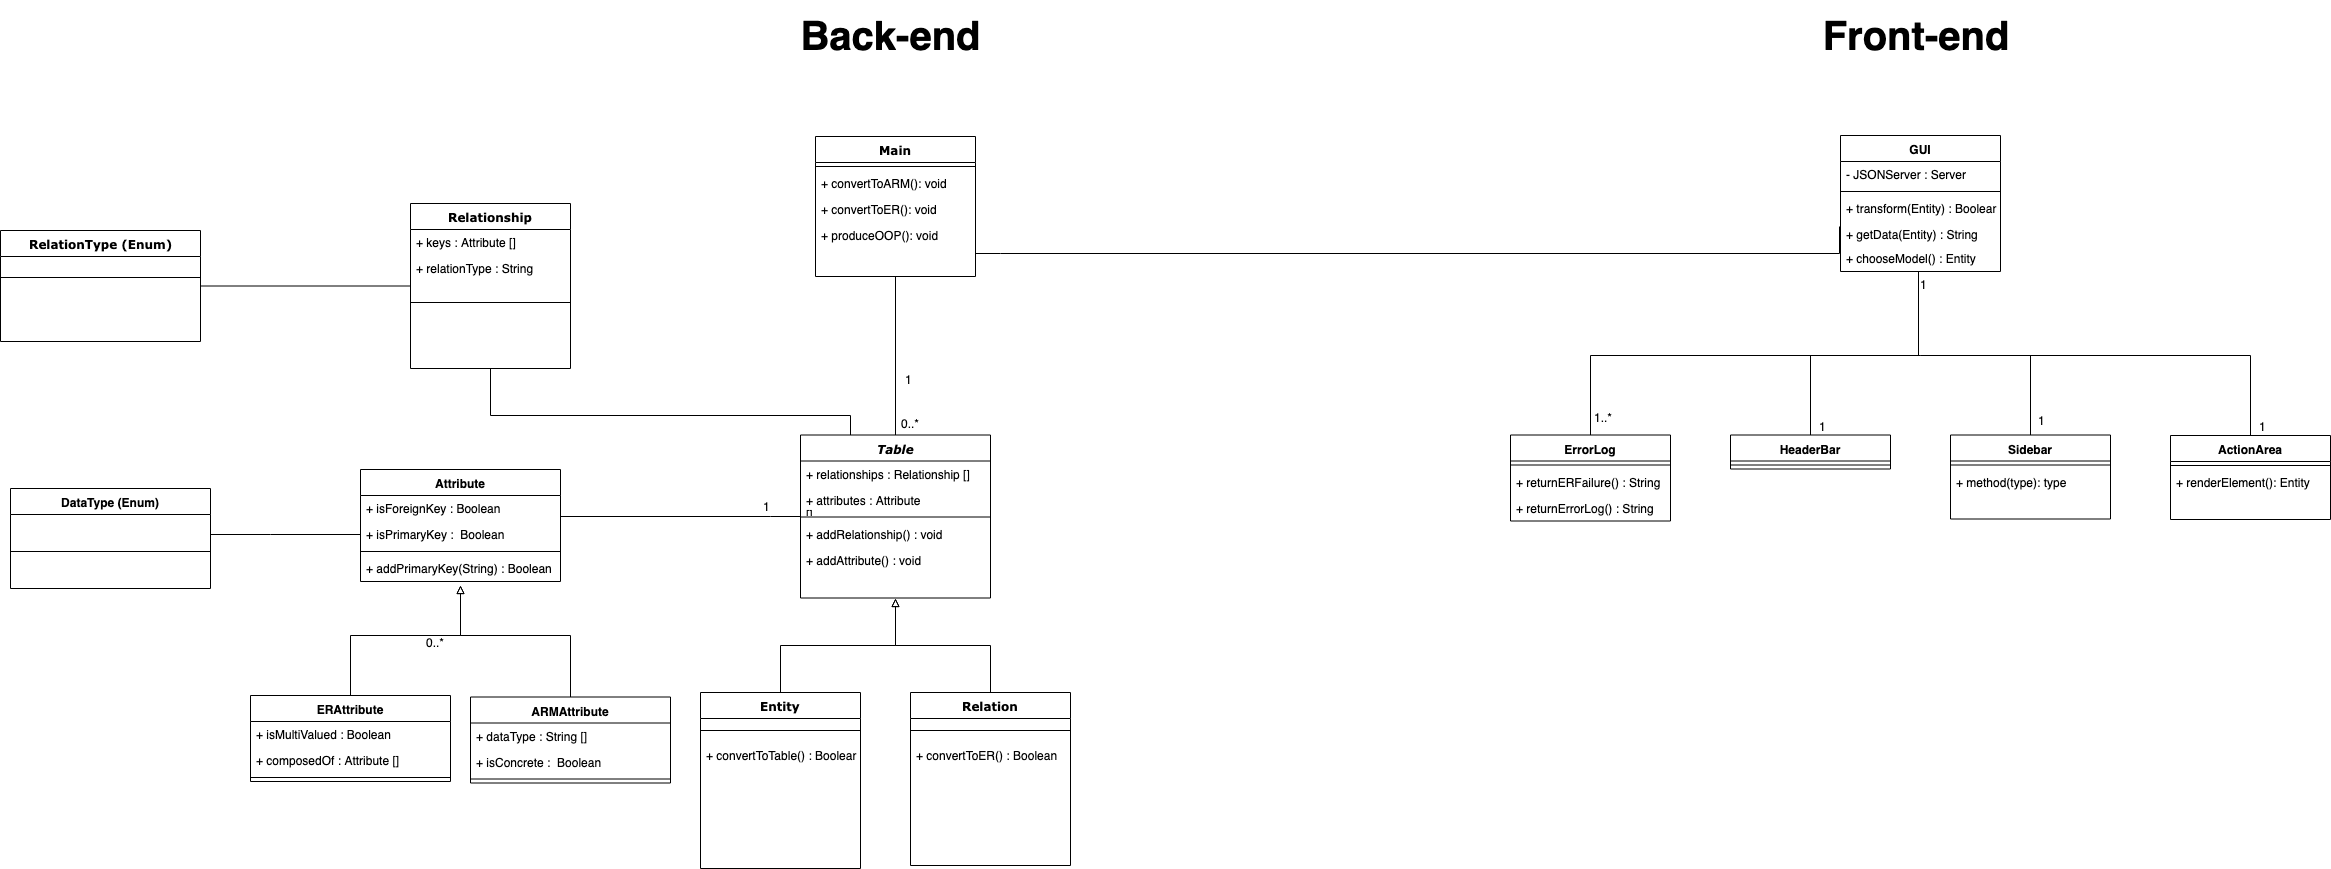 Back-end
Front-end
Main
+ convertToARM(): void
+ convertToER(): void
+ produceOOP(): void
GUI
- JSONServer : Server
+ transform(Entity) : Boolear
+ getData(Entity) : String
+ chooseModel() : Entity
1
Relationship
+ keys : Attribute []
+ relationType : String
RelationType (Enum)
1
0..*
Table
+ relationships : Relationship []
+ attributes : Attribute
[]
+ addRelationship() : void
+ addAttribute() : void
1
Attribute
+ isForeignKey : Boolean
+ isPrimaryKey :  Boolean
+ addPrimaryKey(String) : Boolean
DataType (Enum)
0..*
ERAttribute
+ isMultiValued : Boolean
+ composedOf : Attribute []
ARMAttribute
+ dataType : String []
+ isConcrete :  Boolean
Entity
+ convertToTable() : Boolear
Relation
+ convertToER() : Boolean
1..*
ErrorLog
+ returnERFailure() : String
+ returnErrorLog() : String
1
HeaderBar
1
Sidebar
+ method(type): type
1
ActionArea
+ renderElement(): Entity